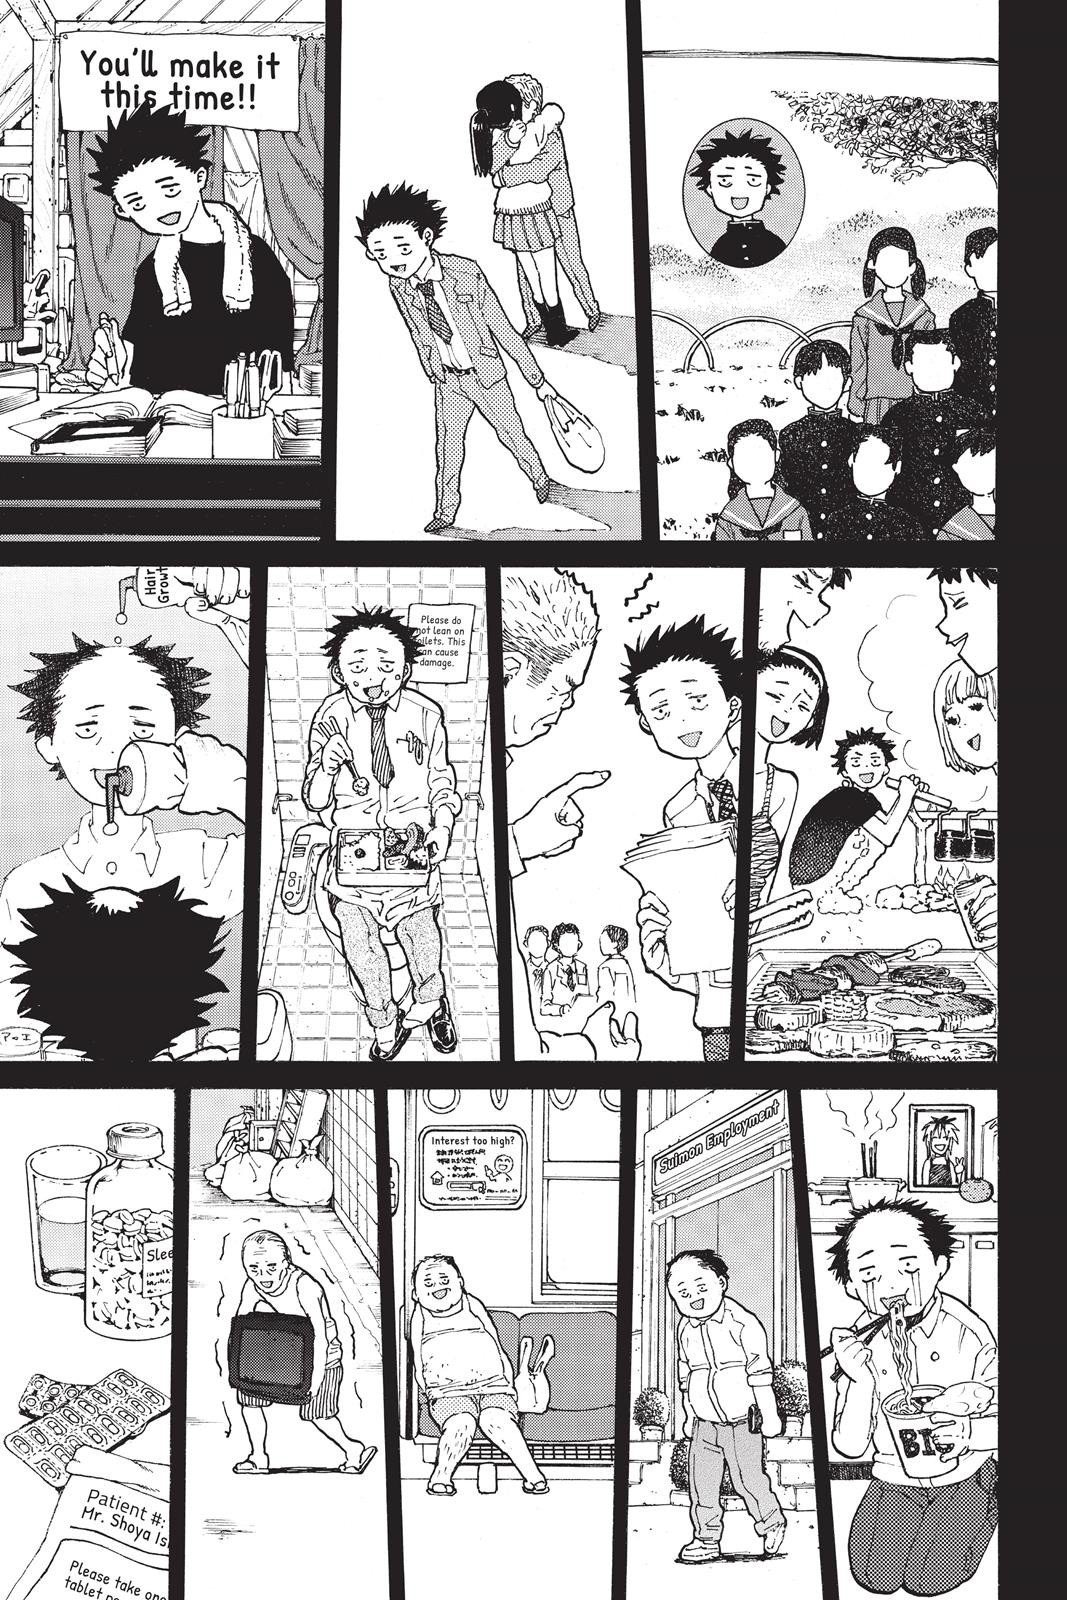 You'll make it
this time!!
Hair
Growt
Please do
not lean on
toilets. This
can cause
damage.
P-I
Interest too high?
Suimon Employment
Slee
BIG
Patient #:
Mr. Shoya Is
Please take one
tablet p